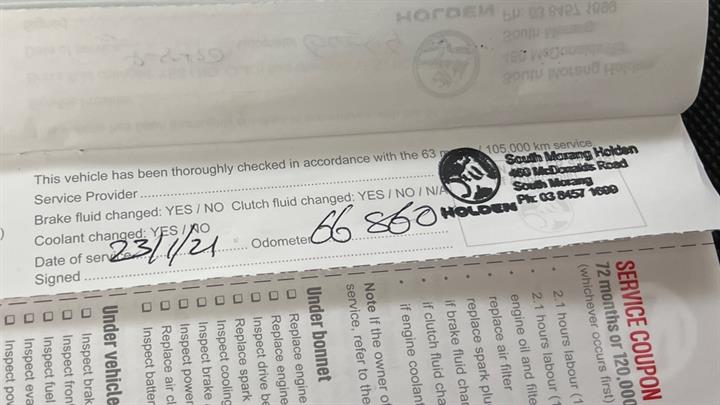 This vehicle has been thoroughly checked in accordance with the 63 105,000 km service.
Service Provider
Brake fluid changed: YES / NO Clutch fluid changed: YES / NO / N/A
Coolant changed: YES / NO
Date of service 23/1/21 Odometer 66 860
Signed
HOLDEN
South Morang Holden
460 McDonalds Road
South Morang
Ph: 03 8457 1699
SERVICE COUPON
72 months or 120,000
(whichever occurs first)
• 2.1 hours labour (1
• 2.1 hours labour (
engine oil and filte
• replace air filter
• replace spark plu
• If brake fluid cha
• if clutch fluid cha
• if engine coolant
Note If the owner of
service, refer to the
Under bonnet
Replace engine
Replace engine
Inspect drive be
Replace spark
Inspect cooling
Inspect brake
Inspect power
Replace air cl
Inspect batter
Under vehicle
Inspect brak
Inspect front
Inspect fuel
Inspect eva
Inspect pow